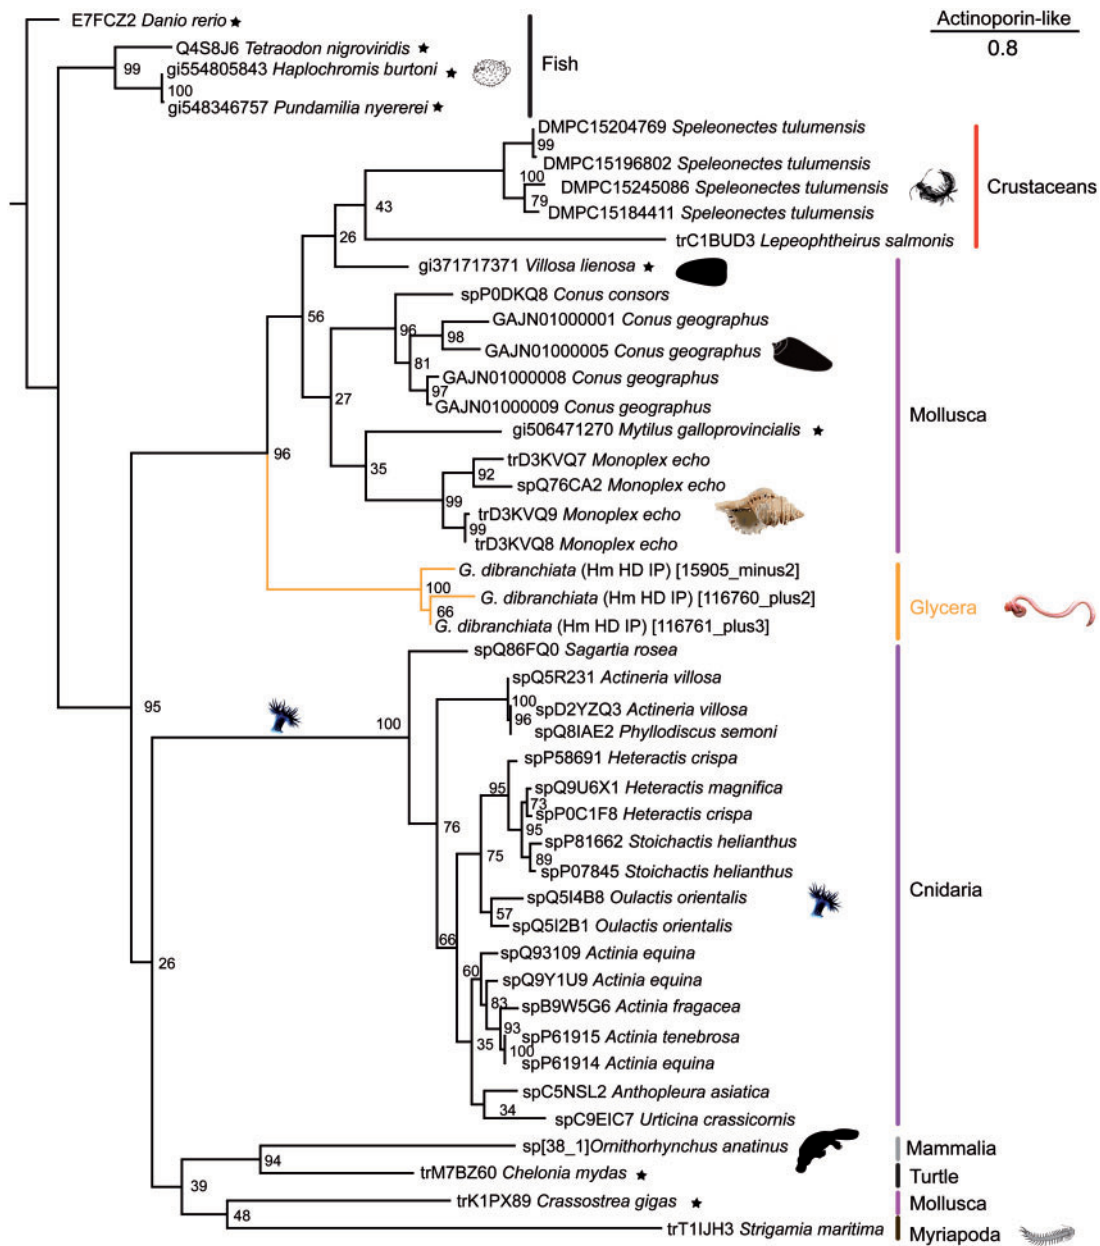 E7FCZ2 Danio rerio ★
Actinoporin-like
0.8
Q4S8J6 Tetraodon nigroviridis ★
99
gi554805843 Haplochromis burtoni ★
Fish
100
gi548346757 Pundamilia nyererei ★
DMPC15204769 Speleonectes tulumensis
99
DMPC15196802 Speleonectes tulumensis
100
DMPC15245086 Speleonectes tulumensis
Crustaceans
79
DMPC15184411 Speleonectes tulumensis
43
trC1BUD3 Lepeophtheirus salmonis
26
gi371717371 Villosa lienosa ★
56
spP0DKQ8 Conus consors
96
GAJN01000001 Conus geographus
98
GAJN01000005 Conus geographus
81
GAJN01000008 Conus geographus
97
GAJN01000009 Conus geographus
27
Mollusca
gi506471270 Mytilus galloprovincialis ★
96
35
trD3KVQ7 Monoplex echo
92
spQ76CA2 Monoplex echo
99
trD3KVQ9 Monoplex echo
99
trD3KVQ8 Monoplex echo
G. dibranchiata (Hm HD IP) [15905_minus2]
100
G. dibranchiata (Hm HD IP) [116760_plus2]
Glycera
66
G. dibranchiata (Hm HD IP) [116761_plus3]
spQ86FQ0 Sagartia rosea
95
100
spQ5R231 Actineria villosa
100
spD2YZQ3 Actineria villosa
96
spQ8IAE2 Phyllodiscus semoni
spP58691 Heteractis crispa
95
spQ9U6X1 Heteractis magnifica
73
spP0C1F8 Heteractis crispa
76
95
spP81662 Stoichactis helianthus
75
89
spP07845 Stoichactis helianthus
Cnidaria
spQ5I4B8 Oulactis orientalis
57
spQ5I2B1 Oulactis orientalis
66
spQ93109 Actinia equina
26
60
spQ9Y1U9 Actinia equina
83
spB9W5G6 Actinia fragacea
93
spP61915 Actinia tenebrosa
35
100
spP61914 Actinia equina
spC5NSL2 Anthopleura asiatica
34
spC9EIC7 Urticina crassicornis
sp[38_1]Ornithorhynchus anatinus
Mammalia
94
trM7BZ60 Chelonia mydas ★
Turtle
39
trK1PX89 Crassostrea gigas ★
Mollusca
48
trT1IJH3 Strigamia maritima
Myriapoda